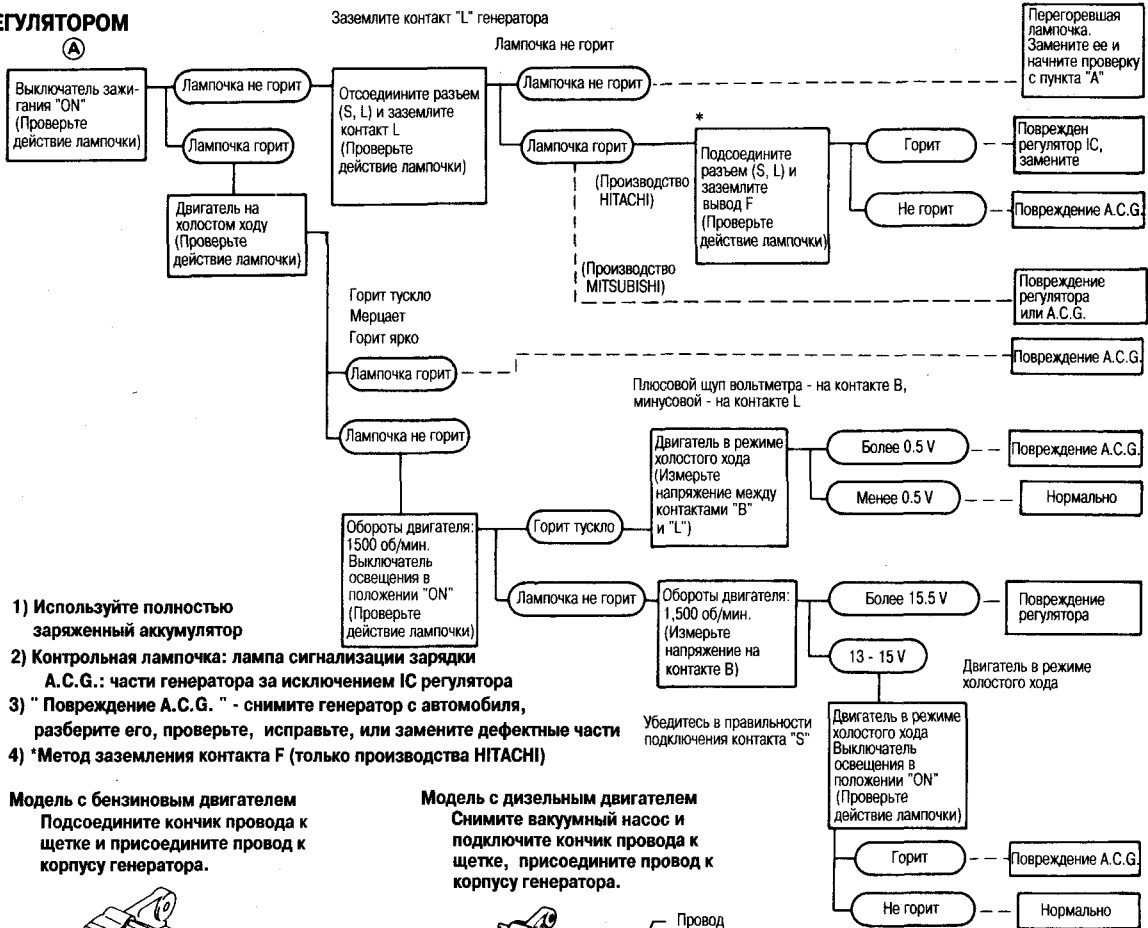 ЕГУЛЯТОРОМ
A
Заземлите контакт "L" генератора
Лампочка не горит
Перегоревшая
лампочка.
Замените ее и
начните проверку
с пункта "А"
Выключатель зажи-
гания "ON"
(Проверьте
действие лампочки)
Лампочка не горит
Лампочка горит
Отсоедиините разъем
(S, L) и заземлите
контакт L
(Проверьте
действие лампочки)
Лампочка не горит
Лампочка горит
(Производство
HITACHI)
*
Подсоедините
разъем (S, L) и
заземлите
вывод F
(Проверьте
действие лампочки)
Горит
Поврежден
регулятор IC,
замените
Не горит
Повреждение A.C.G.
(Производство
MITSUBISHI)
Повреждение
регулятора
или A.C.G.
Двигатель на
холостом ходу
(Проверьте
действие лампочки)
Горит тускло
Мерцает
Горит ярко
Лампочка горит
Повреждение A.C.G.
Лампочка не горит
Плюсовой щуп вольтметра - на контакте B,
минусовой - на контакте L
Обороты двигателя:
1500 об/мин.
Выключатель
освещения в
положении "ON"
(Проверьте
действие лампочки)
Горит тускло
Двигатель в режиме
холостого хода
(Измерьте
напряжение между
контактами "B"
и "L")
Более 0.5 V
Повреждение A.C.G.
Менее 0.5 V
Нормально
Лампочка не горит
Обороты двигателя:
1,500 об/мин.
(Измерьте
напряжение на
контакте B)
Более 15.5 V
Повреждение
регулятора
13 - 15 V
Двигатель в режиме
холостого хода
Убедитесь в правильности
подключения контакта "S"
Двигатель в режиме
холостого хода
Выключатель
освещения в
положении "ON"
(Проверьте
действие лампочки)
Горит
Повреждение A.C.G.
Не горит
Нормально
1) Используйте полностью
заряженный аккумулятор
2) Контрольная лампочка: лампа сигнализации зарядки
A.C.G.: части генератора за исключением IC регулятора
3) " Повреждение A.C.G. " - снимите генератор с автомобиля,
разберите его, проверьте, исправьте, или замените дефектные части
4) *Метод заземления контакта F (только производства HITACHI)
Модель с бензиновым двигателем
Подсоедините кончик провода к
щетке и присоедините провод к
корпусу генератора.
Модель с дизельным двигателем
Снимите вакуумный насос и
подключите кончик провода к
щетке, присоедините провод к
корпусу генератора.
Провод